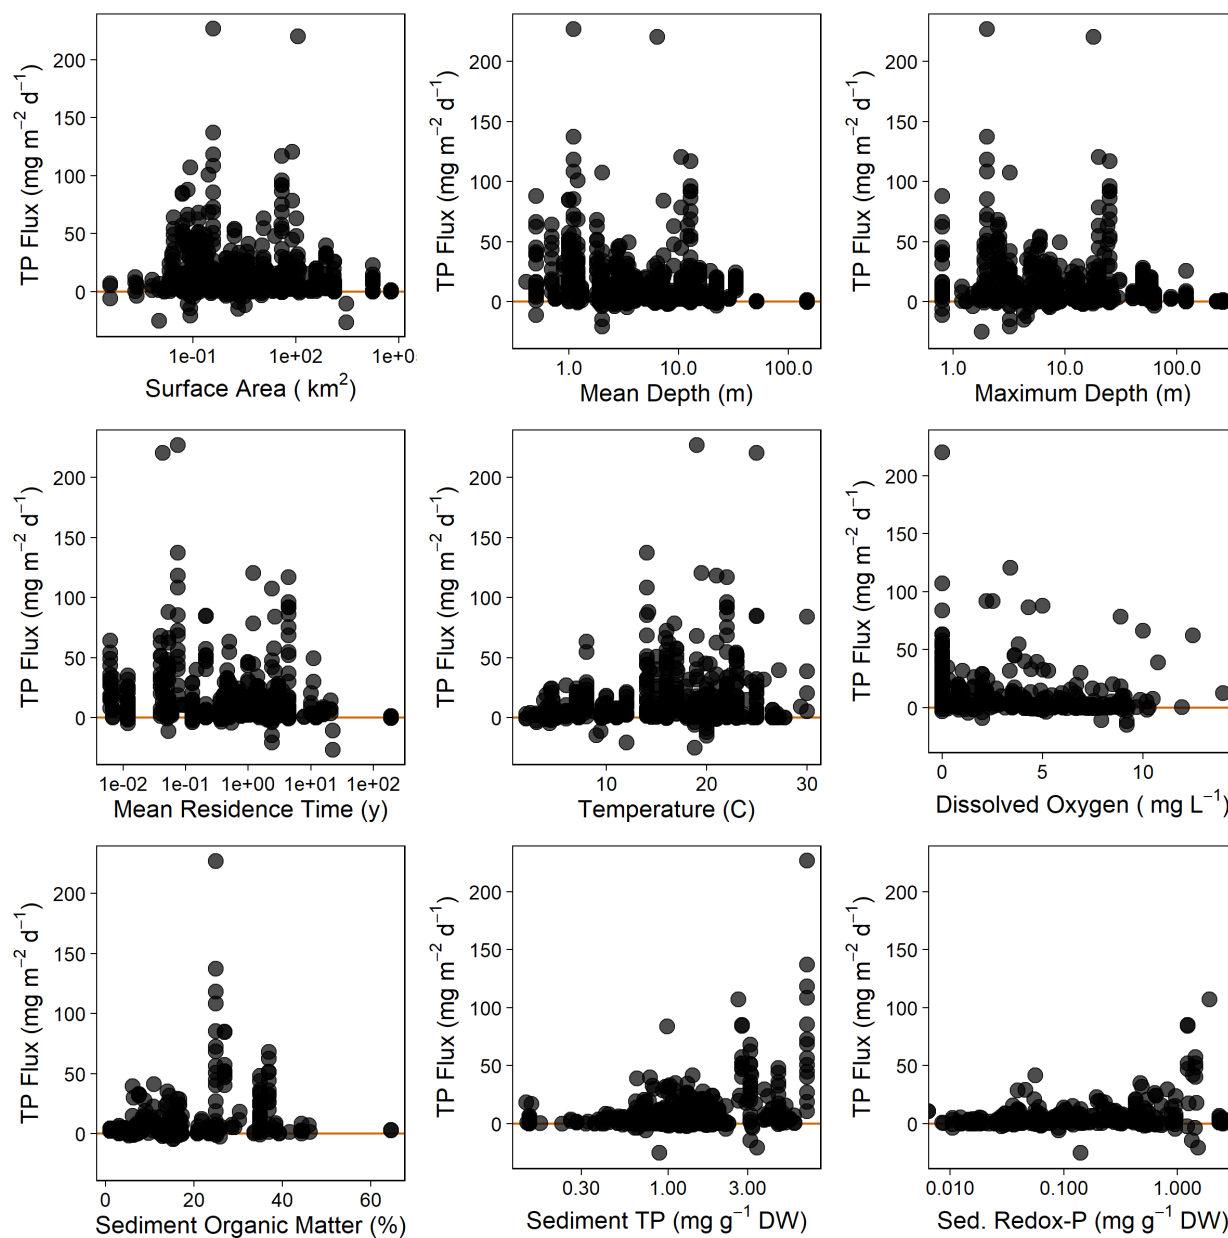 TP Flux (mg m⁻² d⁻¹)
200
150
100
50
0
1e-01 1e+02
Surface Area ( km²)
TP Flux (mg m⁻² d⁻¹)
200
150
100
50
0
1.0 10.0 100.0
Mean Depth (m)
TP Flux (mg m⁻² d⁻¹)
200
150
100
50
0
1.0 10.0 100.0
Maximum Depth (m)
TP Flux (mg m⁻² d⁻¹)
200
150
100
50
0
1e-02 1e-01 1e+00 1e+01 1e+02
Mean Residence Time (y)
TP Flux (mg m⁻² d⁻¹)
200
150
100
50
0
10 20 30
Temperature (C)
TP Flux (mg m⁻² d⁻¹)
200
150
100
50
0
0 5 10
Dissolved Oxygen ( mg L⁻¹)
TP Flux (mg m⁻² d⁻¹)
200
150
100
50
0
0 20 40 60
Sediment Organic Matter (%)
TP Flux (mg m⁻² d⁻¹)
200
150
100
50
0
0.30 1.00 3.00
Sediment TP (mg g⁻¹ DW)
TP Flux (mg m⁻² d⁻¹)
200
150
100
50
0
0.010 0.100 1.000
Sed. Redox-P (mg g⁻¹ DW)